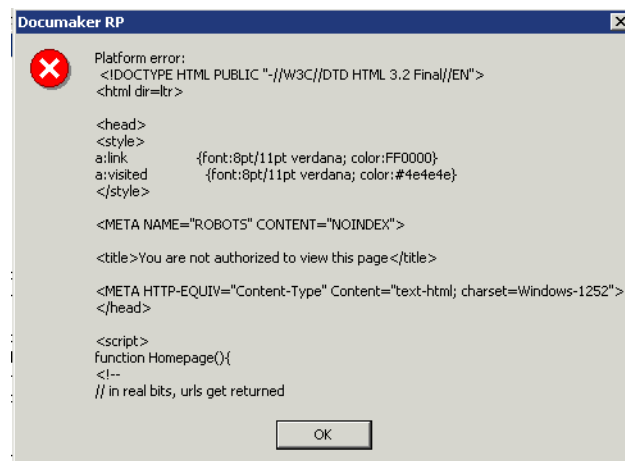 Documaker RP
Platform error:
<!DOCTYPE HTML PUBLIC "-//W3C//DTD HTML 3.2 Final//EN">
<html dir=ltr>
<head>
<style>
a:link {font:8pt/11pt verdana; color:FF0000}
a:visited {font:8pt/11pt verdana; color:#4e4e4e}
</style>
<META NAME="ROBOTS" CONTENT="NOINDEX">
<title>You are not authorized to view this page</title>
<META HTTP-EQUIV="Content-Type" Content="text-html; charset=Windows-1252">
</head>
<script>
function Homepage(){
<!--
// in real bits, urls get returned
OK